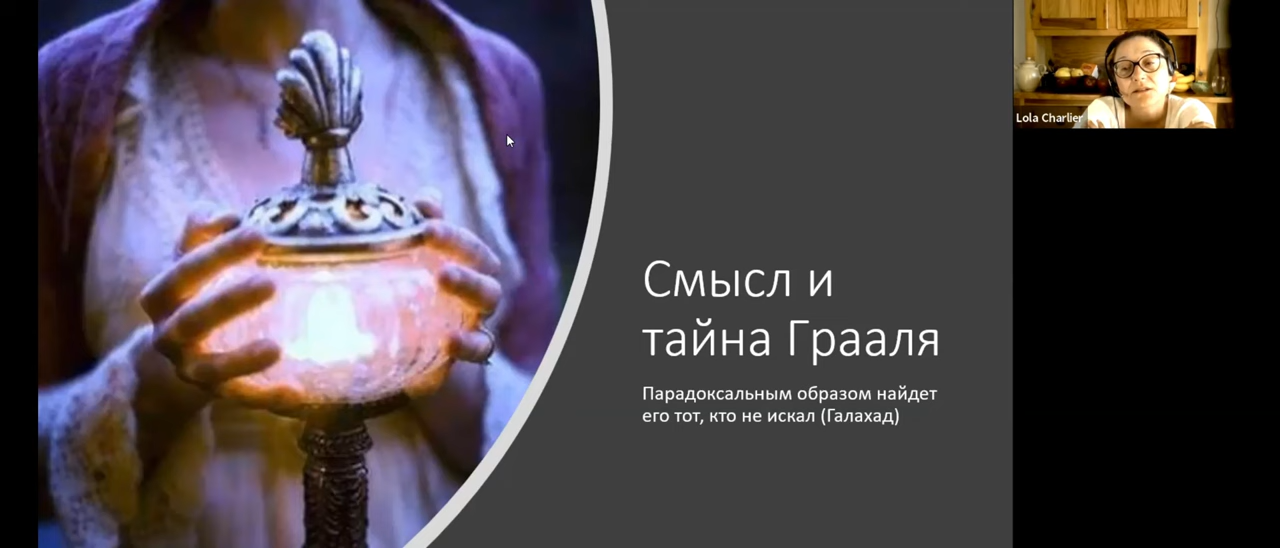 Lola Charlier
Смысл и
тайна Грааля
Парадоксальным образом найдет
его тот, кто не искал (Галахад)